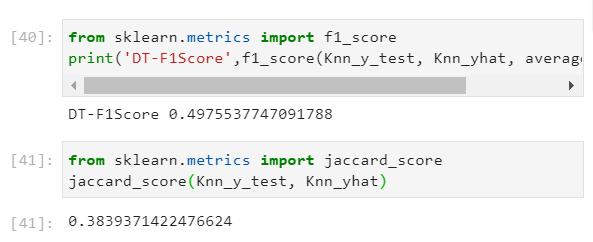 [40]:
from sklearn.metrics import f1_score
print('DT-F1Score',f1_score(Knn_y_test, Knn_yhat, average
DT-F1Score 0.4975537747091788
[41]:
from sklearn.metrics import jaccard_score
jaccard_score(Knn_y_test, Knn_yhat)
[41]:
0.3839371422476624